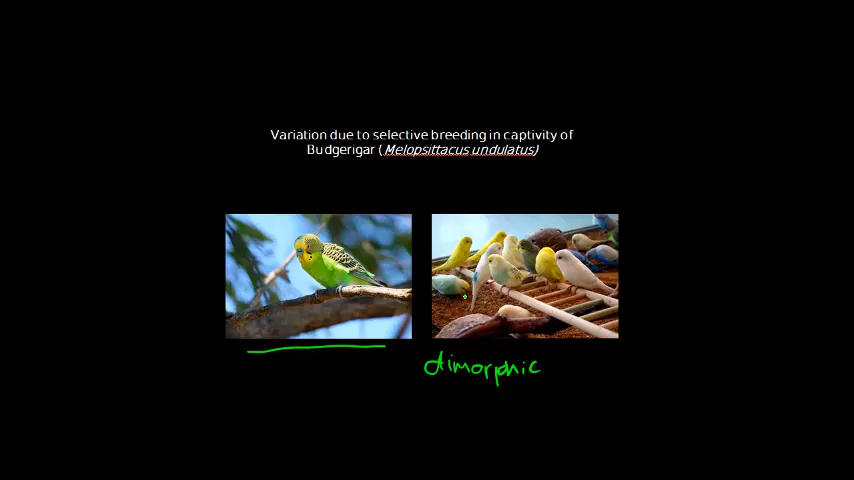 Variation due to selective breeding in captivity of
Budgerigar ( Melopsittacus undulatus)
dimorphic